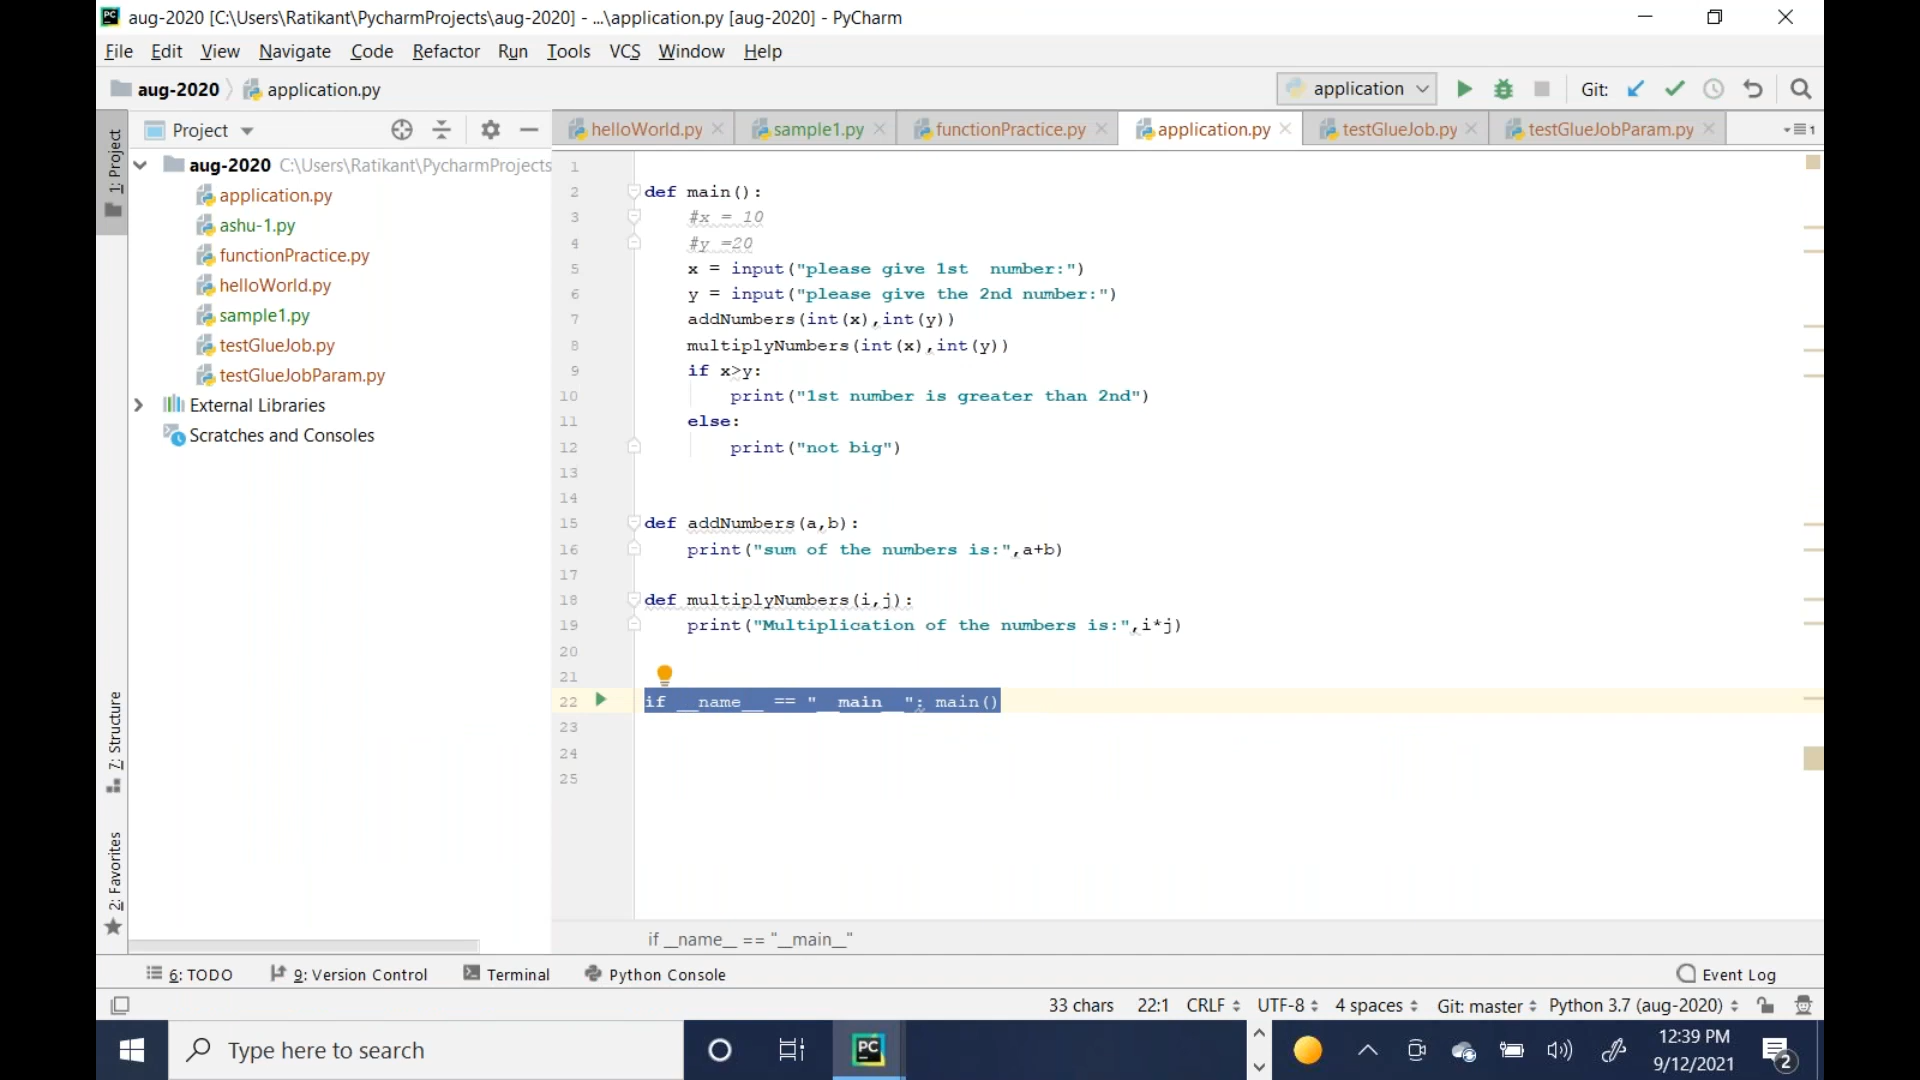 aug-2020 [C:\Users\Ratikant\PycharmProjects\aug-2020] - ...\application.py [aug-2020] - PyCharm
File Edit View Navigate Code Refactor Run Tools VCS Window Help
aug-2020 application.py application Git:
1: Project
Project
helloWorld.py sample1.py functionPractice.py application.py testGlueJob.py testGlueJobParam.py 1
aug-2020 C:\Users\Ratikant\PycharmProjects
application.py
ashu-1.py
functionPractice.py
helloWorld.py
sample1.py
testGlueJob.py
testGlueJobParam.py
External Libraries
Scratches and Consoles
7: Structure
2: Favorites
1
2 def main():
3 #x = 10
4 #y =20
5 x = input("please give 1st  number:")
6 y = input("please give the 2nd number:")
7 addNumbers(int(x),int(y))
8 multiplyNumbers(int(x),int(y))
9 if x>y:
10 print("1st number is greater than 2nd")
11 else:
12 print("not big")
13
14
15 def addNumbers(a,b):
16 print("sum of the numbers is:",a+b)
17
18 def multiplyNumbers(i,j):
19 print("Multiplication of the numbers is:",i*j)
20
21
22 if __name__ == "__main__": main()
23
24
25
if __name__ == "__main__"
6: TODO 9: Version Control Terminal Python Console Event Log
33 chars 22:1 CRLF UTF-8 4 spaces Git: master Python 3.7 (aug-2020)
Type here to search
PC
12:39 PM
9/12/2021
2